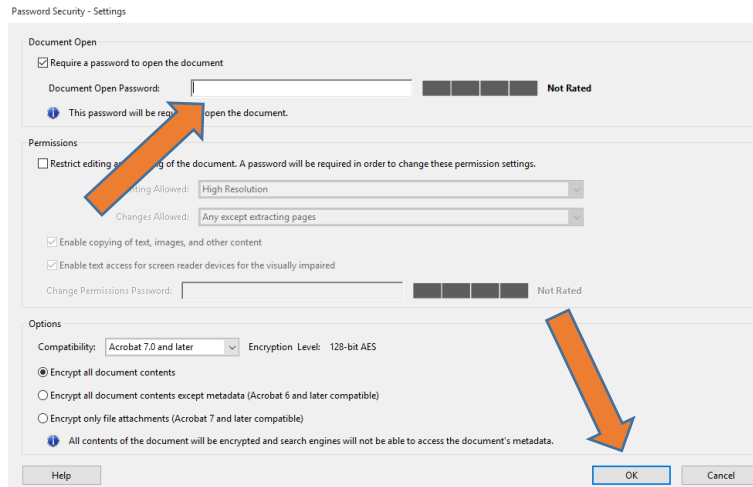 Password Security - Settings
Document Open
Require a password to open the document
Document Open Password:
Not Rated
This password will be req open the document.
Permissions
Restrict editing a g of the document. A password will be required in order to change these permission settings.
nting Allowed: High Resolution
Changes Allowed: Any except extracting pages
Enable copying of text, images, and other content
Enable text access for screen reader devices for the visually impaired
Change Permissions Password: Not Rated
Options
Compatibility: Acrobat 7.0 and later Encryption Level: 128-bit AES
Encrypt all document contents
Encrypt all document contents except metadata (Acrobat 6 and later compatible)
Encrypt only file attachments (Acrobat 7 and later compatible)
All contents of the document will be encrypted and search engines will not be able to access the document's metadata.
Help OK Cancel